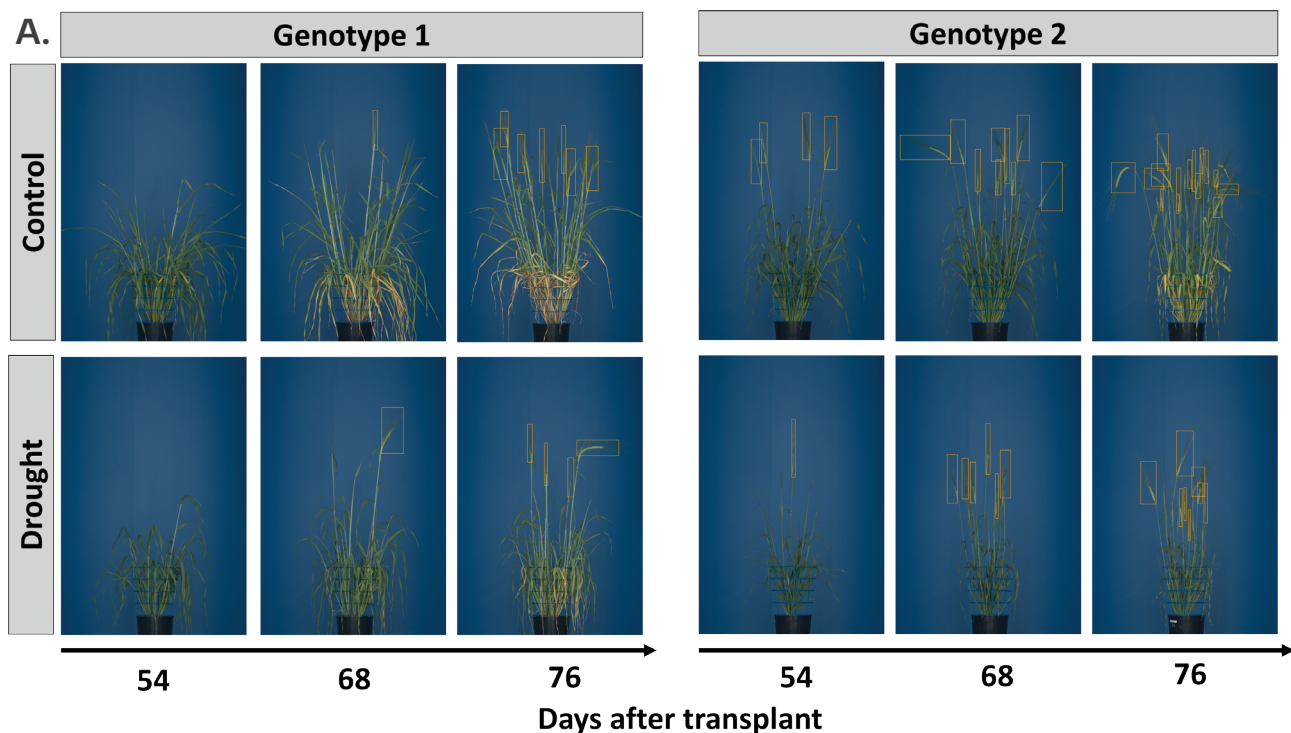 A.
Genotype 1
Genotype 2
Control
Drought
54
68
76
54
68
76
Days after transplant